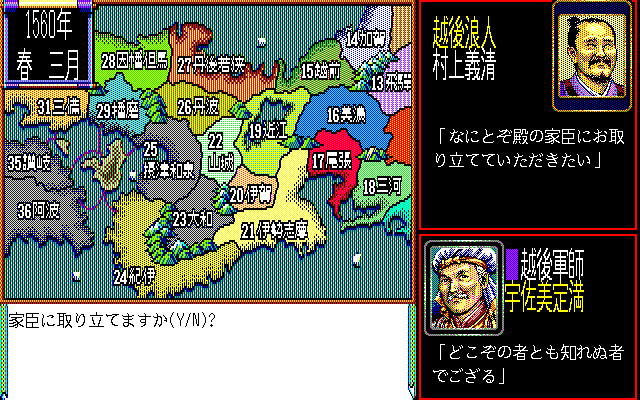 1560年
春 三月
14加賀
28因幡但馬
27丹後若狭
15越前
13飛騨
31三備
29播磨
26丹波
19近江
16美濃
22
山城
25
摂津和泉
35讃岐
17尾張
18三河
20伊賀
36阿波
23大和
21伊勢志摩
24紀伊
越後浪人
村上義清
「なにとぞ殿の家臣にお取
り立てていただきたい」
越後軍師
宇佐美定満
「どこぞの者とも知れぬ者
でござる」
家臣に取り立てますか(Y/N)?